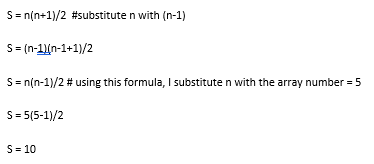 S = n(n+1)/2  #substitute n with (n-1)
S = (n-1)(n-1+1)/2
S = n(n-1)/2 # using this formula, I substitute n with the array number = 5
S = 5(5-1)/2
S = 10